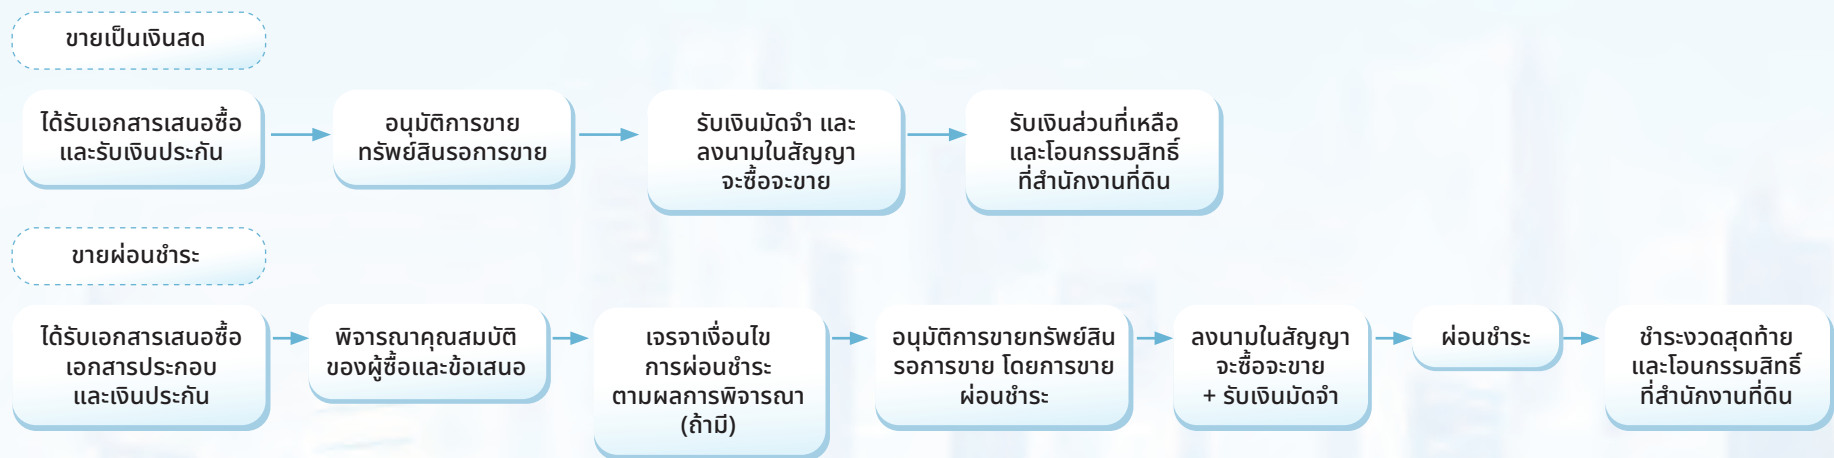 ขายเป็นเงินสด
ได้รับเอกสารเสนอซื้อ
และรับเงินประกัน
อนุมัติการขาย
ทรัพย์สินรอการขาย
รับเงินมัดจำ และ
ลงนามในสัญญา
จะซื้อจะขาย
รับเงินส่วนที่เหลือ
และโอนกรรมสิทธิ์
ที่สำนักงานที่ดิน
ขายผ่อนชำระ
ได้รับเอกสารเสนอซื้อ
เอกสารประกอบ
และเงินประกัน
พิจารณาคุณสมบัติ
ของผู้ซื้อและข้อเสนอ
เจรจาเงื่อนไข
การผ่อนชำระ
ตามผลการพิจารณา
(ถ้ามี)
อนุมัติการขายทรัพย์สิน
รอการขาย โดยการขาย
ผ่อนชำระ
ลงนามในสัญญา
จะซื้อจะขาย
+ รับเงินมัดจำ
ผ่อนชำระ
ชำระงวดสุดท้าย
และโอนกรรมสิทธิ์
ที่สำนักงานที่ดิน